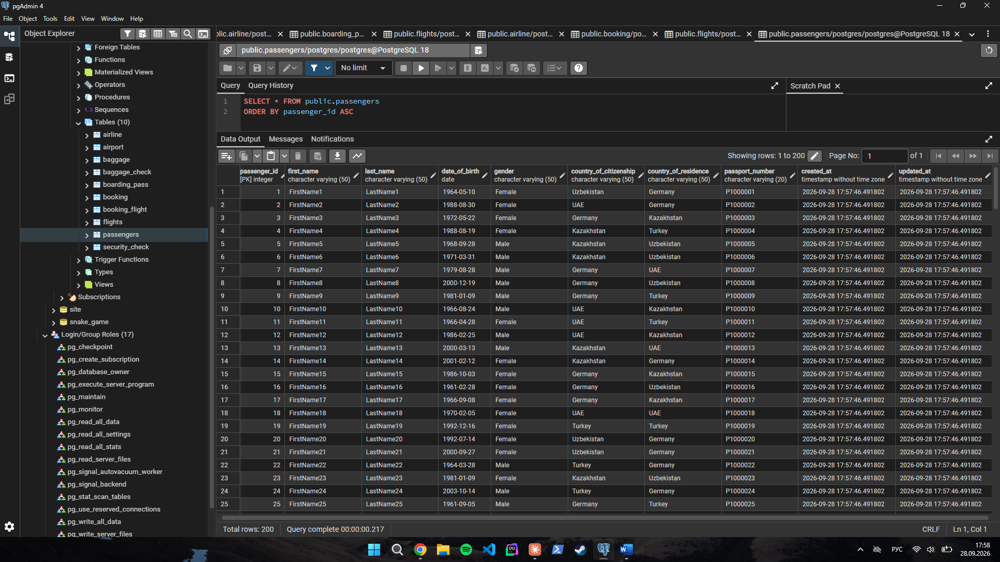 pgAdmin 4
File Object Tools Edit View Window Help
Object Explorer
Foreign Tables
Functions
Materialized Views
Operators
Procedures
1..3 Sequences
Tables (10)
airline
airport
baggage
baggage_check
boarding_pass
booking
booking_flight
flights
passengers
security_check
Trigger Functions
Types
Views
Subscriptions
site
snake_game
Login/Group Roles (17)
pg_checkpoint
pg_create_subscription
pg_database_owner
pg_execute_server_program
pg_maintain
pg_monitor
pg_read_all_data
pg_read_all_settings
pg_read_all_stats
pg_read_server_files
pg_signal_autovacuum_worker
pg_signal_backend
pg_stat_scan_tables
pg_use_reserved_connections
pg_write_all_data
pg_write_server_files
blic.airline/post... public.boarding_p... public.flights/post... public.airline/post... public.booking/po... public.flights/post... public.passengers/postgres/postgres@PostgreSQL 18
public.passengers/postgres/postgres@PostgreSQL 18
No limit
E
Query Query History
Scratch Pad
1 SELECT * FROM public.passengers
2 ORDER BY passenger_id ASC
Data Output Messages Notifications
Showing rows: 1 to 200 Page No: 1 of 1
passenger_id first_name last_name date_of_birth gender country_of_citizenship country_of_residence passport_number created_at updated_at
[PK] integer character varying (50) character varying (50) date character varying (50) character varying (50) character varying (50) character varying (20) timestamp without time zone timestamp without time zone
1 1 FirstName1 LastName1 1964-05-10 Female Uzbekistan Germany P1000001 2026-09-28 17:57:46.491802 2026-09-28 17:57:46.491802
2 2 FirstName2 LastName2 1988-08-30 Female UAE Germany P1000002 2026-09-28 17:57:46.491802 2026-09-28 17:57:46.491802
3 3 FirstName3 LastName3 1972-05-22 Female Germany Kazakhstan P1000003 2026-09-28 17:57:46.491802 2026-09-28 17:57:46.491802
4 4 FirstName4 LastName4 1988-08-19 Female Kazakhstan Turkey P1000004 2026-09-28 17:57:46.491802 2026-09-28 17:57:46.491802
5 5 FirstName5 LastName5 1968-09-28 Male Kazakhstan Uzbekistan P1000005 2026-09-28 17:57:46.491802 2026-09-28 17:57:46.491802
6 6 FirstName6 LastName6 1971-03-31 Male Kazakhstan Uzbekistan P1000006 2026-09-28 17:57:46.491802 2026-09-28 17:57:46.491802
7 7 FirstName7 LastName7 1979-08-28 Male Germany UAE P1000007 2026-09-28 17:57:46.491802 2026-09-28 17:57:46.491802
8 8 FirstName8 LastName8 2000-12-19 Male Germany Uzbekistan P1000008 2026-09-28 17:57:46.491802 2026-09-28 17:57:46.491802
9 9 FirstName9 LastName9 1981-01-09 Male Germany Turkey P1000009 2026-09-28 17:57:46.491802 2026-09-28 17:57:46.491802
10 10 FirstName10 LastName10 1966-08-24 Male UAE Kazakhstan P1000010 2026-09-28 17:57:46.491802 2026-09-28 17:57:46.491802
11 11 FirstName11 LastName11 1966-04-28 Female UAE Turkey P1000011 2026-09-28 17:57:46.491802 2026-09-28 17:57:46.491802
12 12 FirstName12 LastName12 1986-02-25 Male UAE Kazakhstan P1000012 2026-09-28 17:57:46.491802 2026-09-28 17:57:46.491802
13 13 FirstName13 LastName13 2000-03-13 Male Kazakhstan UAE P1000013 2026-09-28 17:57:46.491802 2026-09-28 17:57:46.491802
14 14 FirstName14 LastName14 2001-02-12 Female Kazakhstan Germany P1000014 2026-09-28 17:57:46.491802 2026-09-28 17:57:46.491802
15 15 FirstName15 LastName15 1986-10-03 Female Germany Kazakhstan P1000015 2026-09-28 17:57:46.491802 2026-09-28 17:57:46.491802
16 16 FirstName16 LastName16 1961-02-28 Female Germany Uzbekistan P1000016 2026-09-28 17:57:46.491802 2026-09-28 17:57:46.491802
17 17 FirstName17 LastName17 1966-09-08 Female Germany Kazakhstan P1000017 2026-09-28 17:57:46.491802 2026-09-28 17:57:46.491802
18 18 FirstName18 LastName18 1970-02-05 Female UAE UAE P1000018 2026-09-28 17:57:46.491802 2026-09-28 17:57:46.491802
19 19 FirstName19 LastName19 1992-12-16 Female Turkey Turkey P1000019 2026-09-28 17:57:46.491802 2026-09-28 17:57:46.491802
20 20 FirstName20 LastName20 1992-07-14 Female Uzbekistan Germany P1000020 2026-09-28 17:57:46.491802 2026-09-28 17:57:46.491802
21 21 FirstName21 LastName21 2000-09-27 Female Uzbekistan Germany P1000021 2026-09-28 17:57:46.491802 2026-09-28 17:57:46.491802
22 22 FirstName22 LastName22 1964-03-28 Male Turkey Germany P1000022 2026-09-28 17:57:46.491802 2026-09-28 17:57:46.491802
23 23 FirstName23 LastName23 1981-01-09 Female Kazakhstan Uzbekistan P1000023 2026-09-28 17:57:46.491802 2026-09-28 17:57:46.491802
24 24 FirstName24 LastName24 2003-10-14 Male Turkey Germany P1000024 2026-09-28 17:57:46.491802 2026-09-28 17:57:46.491802
25 25 FirstName25 LastName25 1961-09-05 Male Germany Turkey P1000025 2026-09-28 17:57:46.491802 2026-09-28 17:57:46.491802
Total rows: 200 Query complete 00:00:00.217 CRLF Ln 1, Col 1
DG
РУС
17:58
28.09.2026